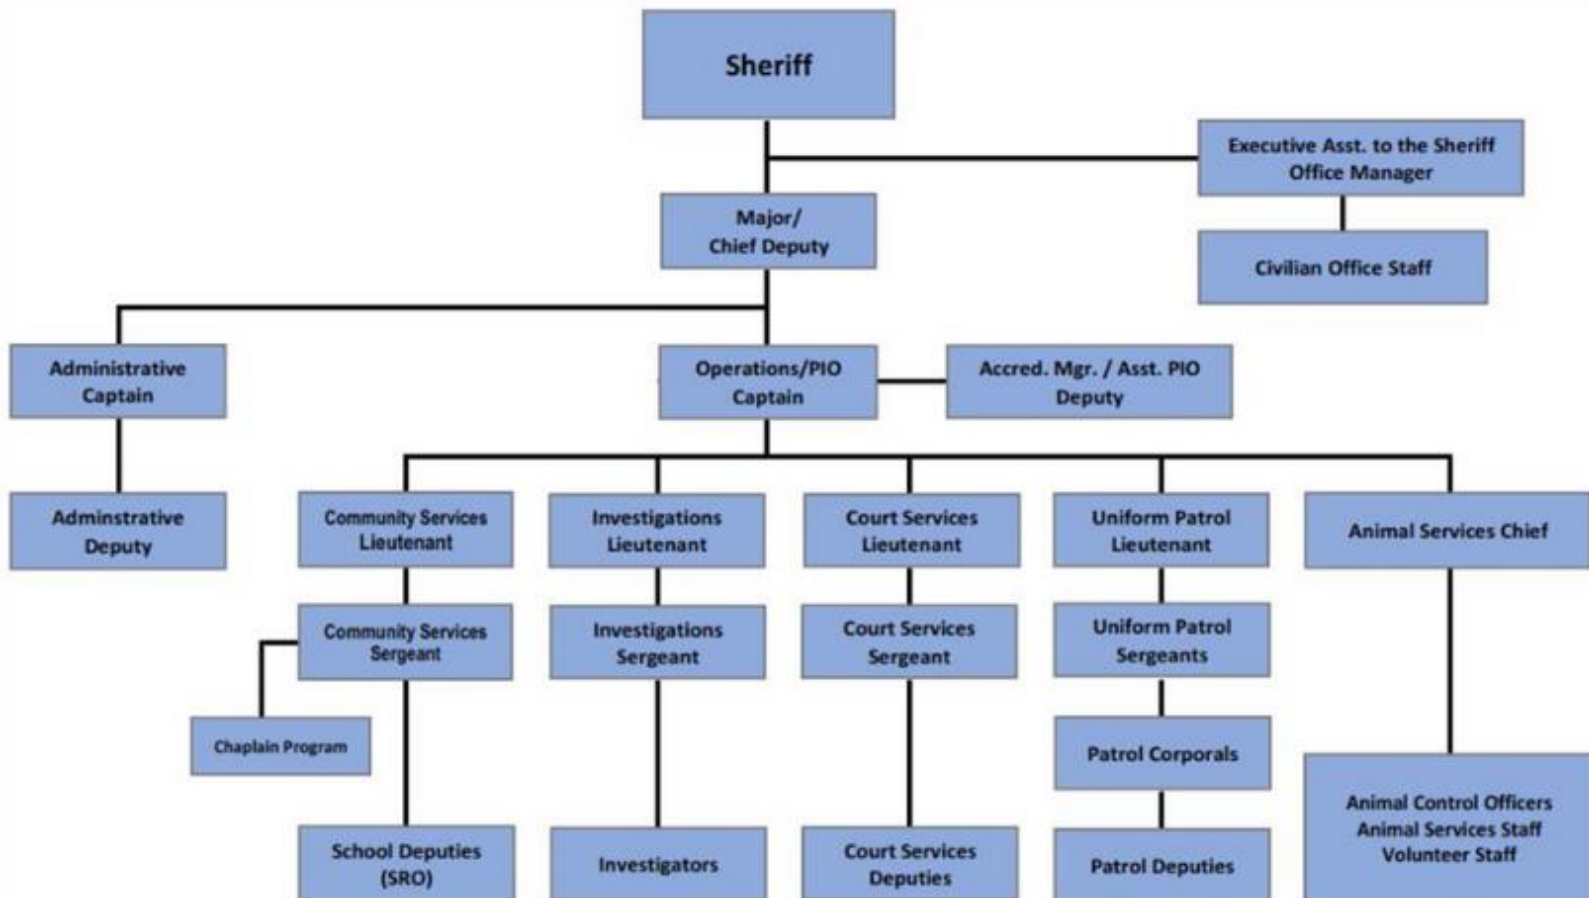 Sheriff
Executive Asst. to the Sheriff
Office Manager
Major/
Chief Deputy
Civilian Office Staff
Administrative
Captain
Operations/PIO
Captain
Accred. Mgr. / Asst. PIO
Deputy
Adminstrative
Deputy
Community Services
Lieutenant
Investigations
Lieutenant
Court Services
Lieutenant
Uniform Patrol
Lieutenant
Animal Services Chief
Community Services
Sergeant
Investigations
Sergeant
Court Services
Sergeant
Uniform Patrol
Sergeants
Chaplain Program
Patrol Corporals
Animal Control Officers
Animal Services Staff
Volunteer Staff
School Deputies
(SRO)
Investigators
Court Services
Deputies
Patrol Deputies